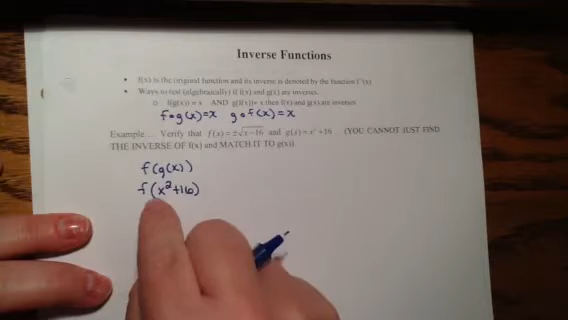 Inverse Functions
• f(x) is the original function and its inverse is denoted by the function f⁻¹(x)
• Ways to test (algebraically) if f(x) and g(x) are inverses.
o f(g(x)) = x AND g(f(x))= x then f(x) and g(x) are inverses
f∘g(x)=x g∘f(x)=x
Example… Verify that f(x) = ±√x−16 and g(x) = x² +16 (YOU CANNOT JUST FIND
THE INVERSE OF f(x) and MATCH IT TO g(x))
f(g(x))
f(x²+16)